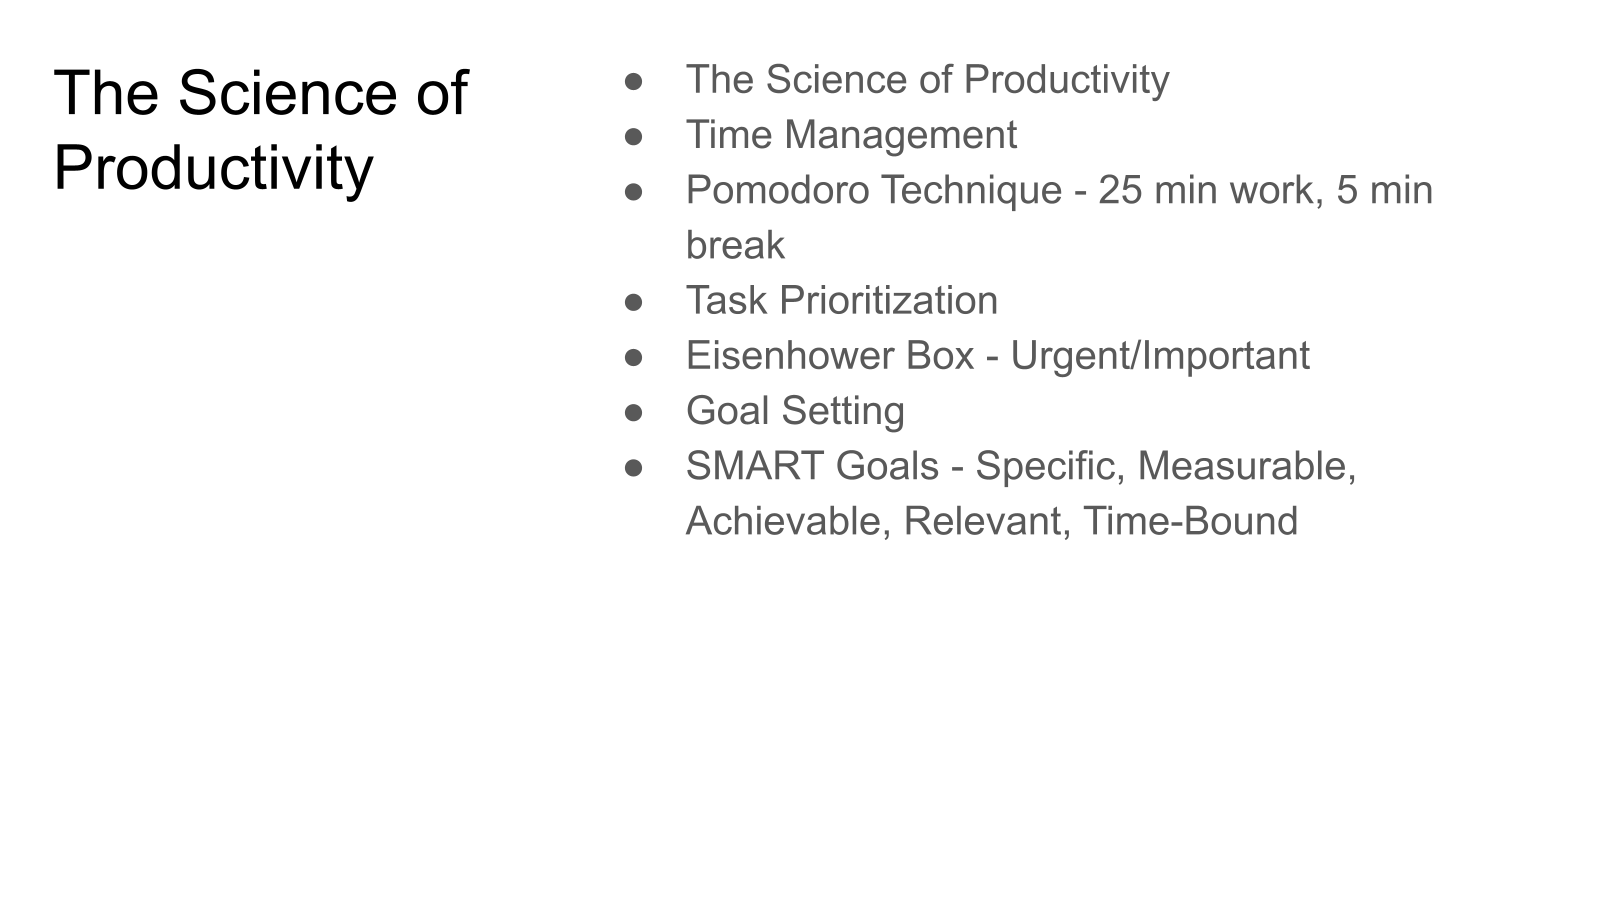 The Science of
Productivity
● The Science of Productivity
● Time Management
● Pomodoro Technique - 25 min work, 5 min
break
● Task Prioritization
● Eisenhower Box - Urgent/Important
● Goal Setting
● SMART Goals - Specific, Measurable,
Achievable, Relevant, Time-Bound